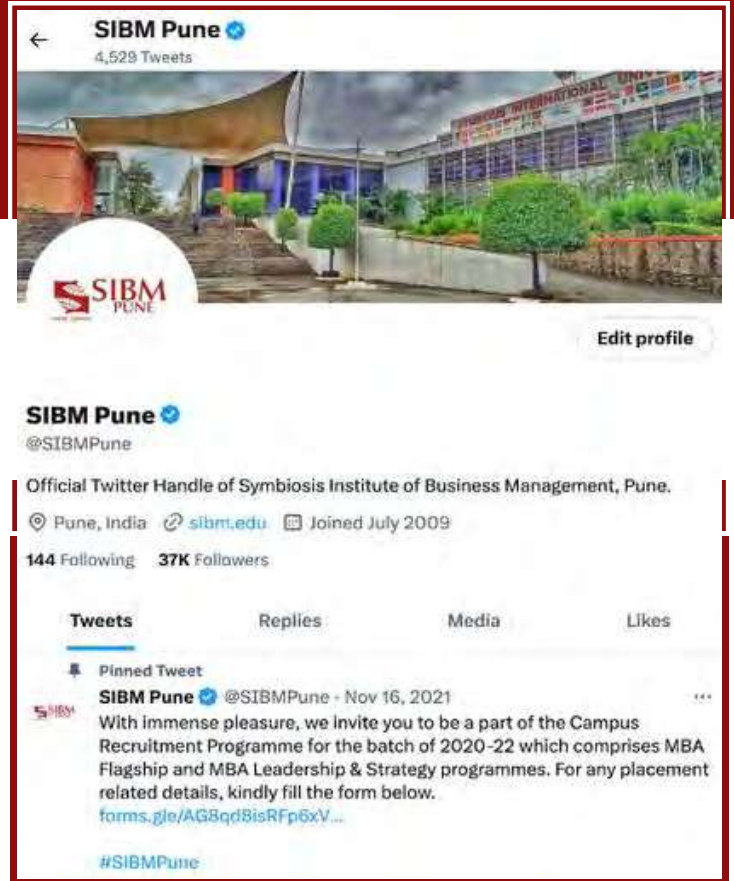 SIBM Pune
4,529 Tweets
INTERNATIONAL UNIV
SIBM
PUNE
Edit profile
SIBM Pune
@SIBMPune
Official Twitter Handle of Symbiosis Institute of Business Management, Pune.
Pune, India sibm.edu Joined July 2009
144 Following 37K Followers
Tweets Replies Media Likes
Pinned Tweet
SIBM Pune @SIBMPune · Nov 16, 2021 ...
SIBM
With immense pleasure, we invite you to be a part of the Campus
Recruitment Programme for the batch of 2020-22 which comprises MBA
Flagship and MBA Leadership & Strategy programmes. For any placement
related details, kindly fill the form below.
forms.gle/AG8qd8isRFp6xV...
#SIBMPune